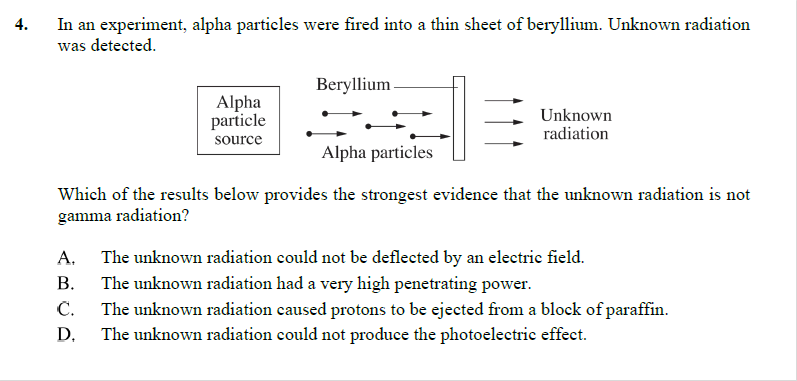 4. In an experiment, alpha particles were fired into a thin sheet of beryllium. Unknown radiation
was detected.
Beryllium
Alpha
particle
source
Alpha particles
Unknown
radiation
Which of the results below provides the strongest evidence that the unknown radiation is not
gamma radiation?
A. The unknown radiation could not be deflected by an electric field.
B. The unknown radiation had a very high penetrating power.
C. The unknown radiation caused protons to be ejected from a block of paraffin.
D. The unknown radiation could not produce the photoelectric effect.